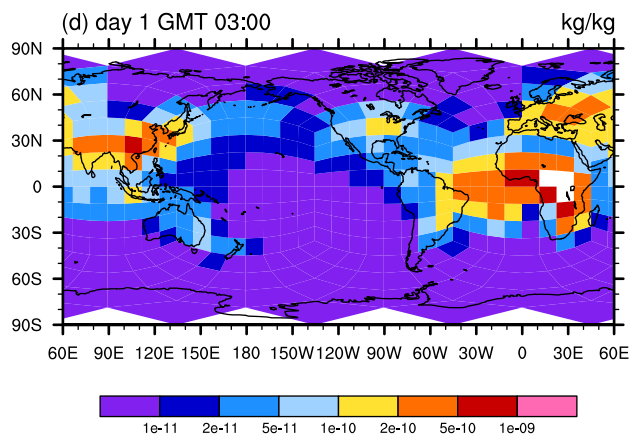 (d) day 1 GMT 03:00 kg/kg
90N
60N
30N
0
30S
60S
90S
60E 90E 120E 150E 180 150W 120W 90W 60W 30W 0 30E 60E
1e-11 2e-11 5e-11 1e-10 2e-10 5e-10 1e-09